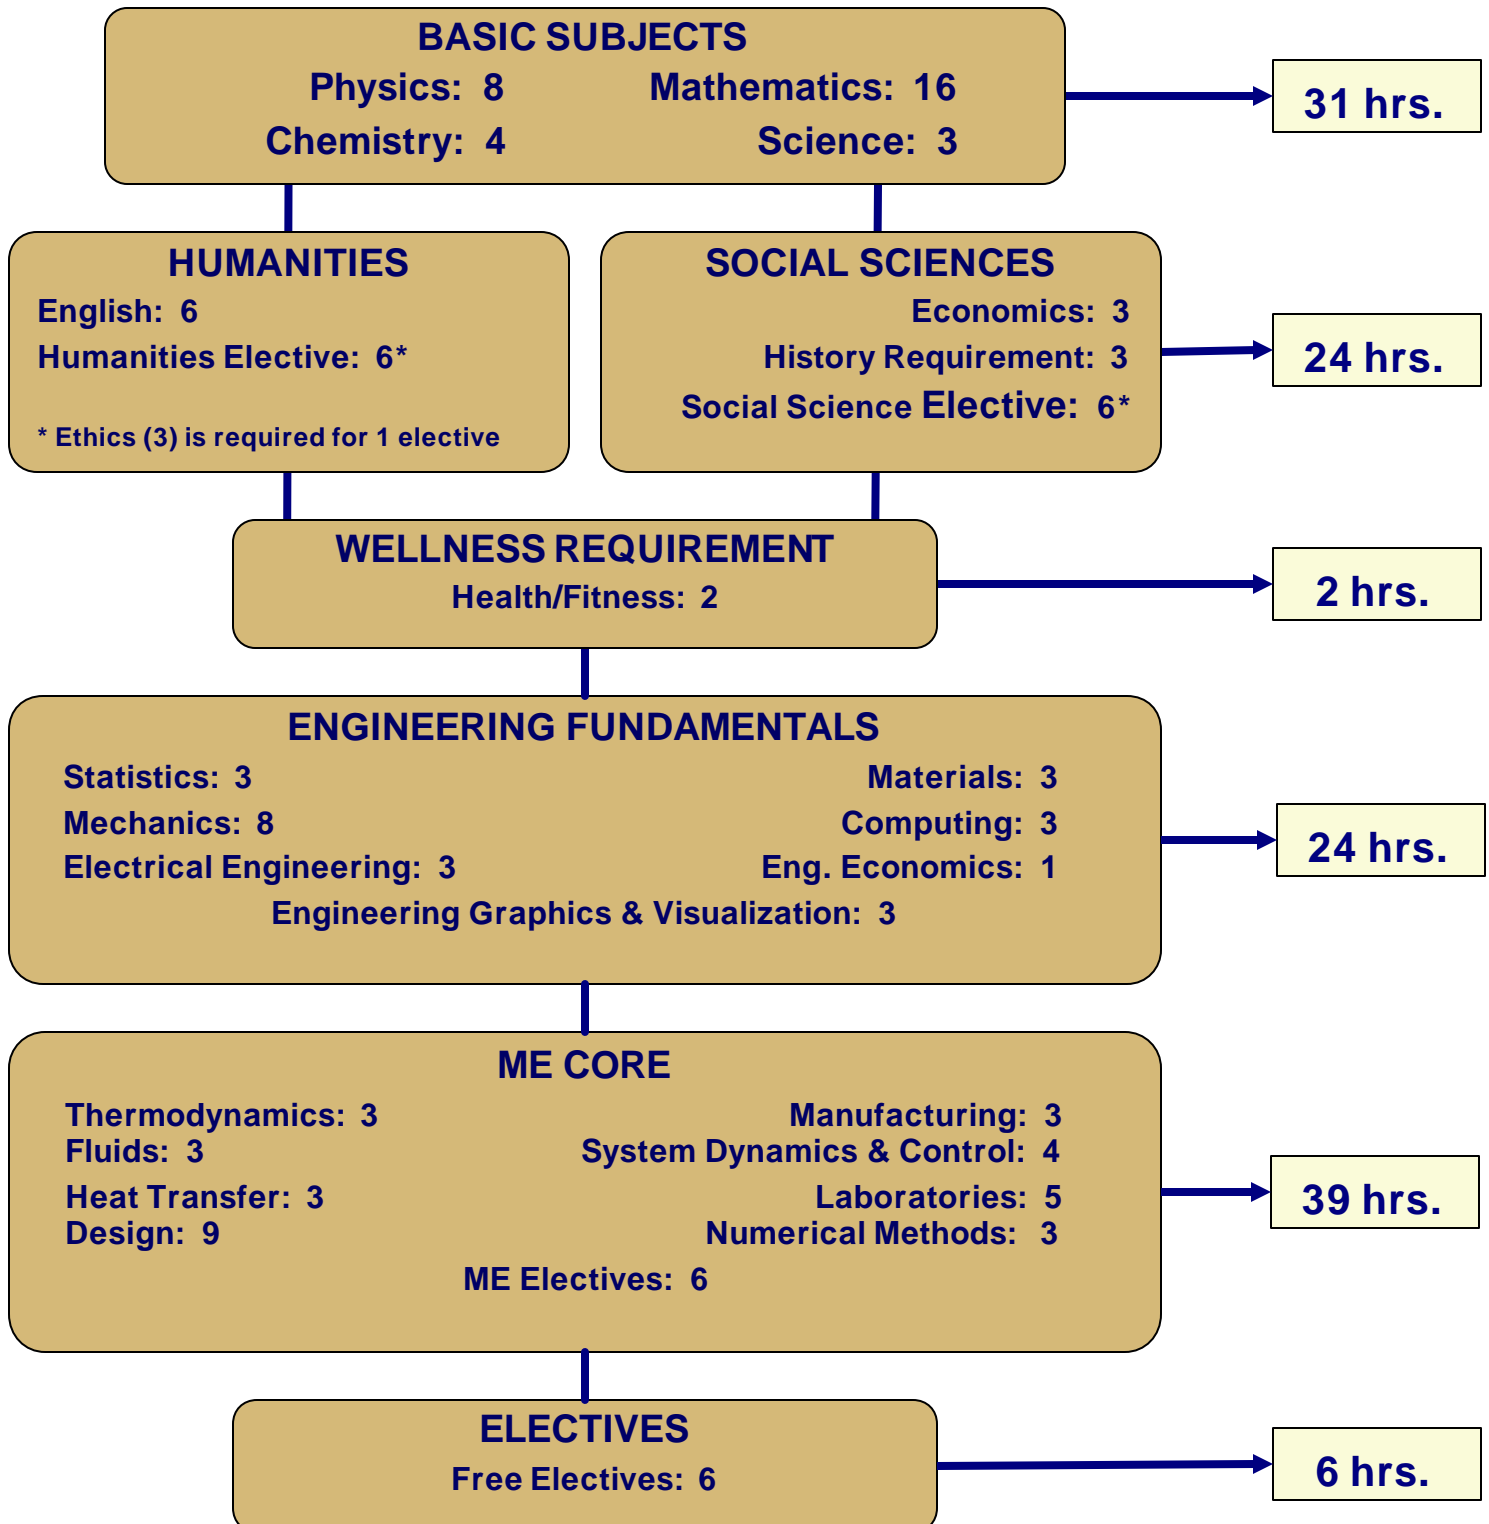 BASIC SUBJECTS
Physics: 8 Mathematics: 16
Chemistry: 4 Science: 3
31 hrs.
HUMANITIES
English: 6
Humanities Elective: 6*
* Ethics (3) is required for 1 elective
SOCIAL SCIENCES
Economics: 3
History Requirement: 3
Social Science Elective: 6*
24 hrs.
WELLNESS REQUIREMENT
Health/Fitness: 2
2 hrs.
ENGINEERING FUNDAMENTALS
Statistics: 3 Materials: 3
Mechanics: 8 Computing: 3
Electrical Engineering: 3 Eng. Economics: 1
Engineering Graphics & Visualization: 3
24 hrs.
ME CORE
Thermodynamics: 3 Manufacturing: 3
Fluids: 3 System Dynamics & Control: 4
Heat Transfer: 3 Laboratories: 5
Design: 9 Numerical Methods: 3
ME Electives: 6
39 hrs.
ELECTIVES
Free Electives: 6
6 hrs.